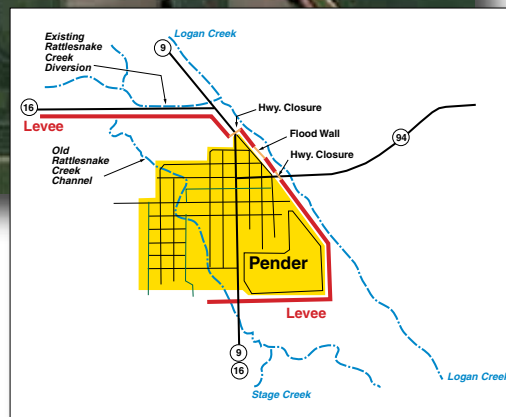 Existing
Rattlesnake
Creek
Diversion
9
Logan Creek
16
Levee
Hwy. Closure
Flood Wall
94
Hwy. Closure
Old
Rattlesnake
Creek
Channel
Pender
Levee
9
16
Stage Creek
Logan Creek